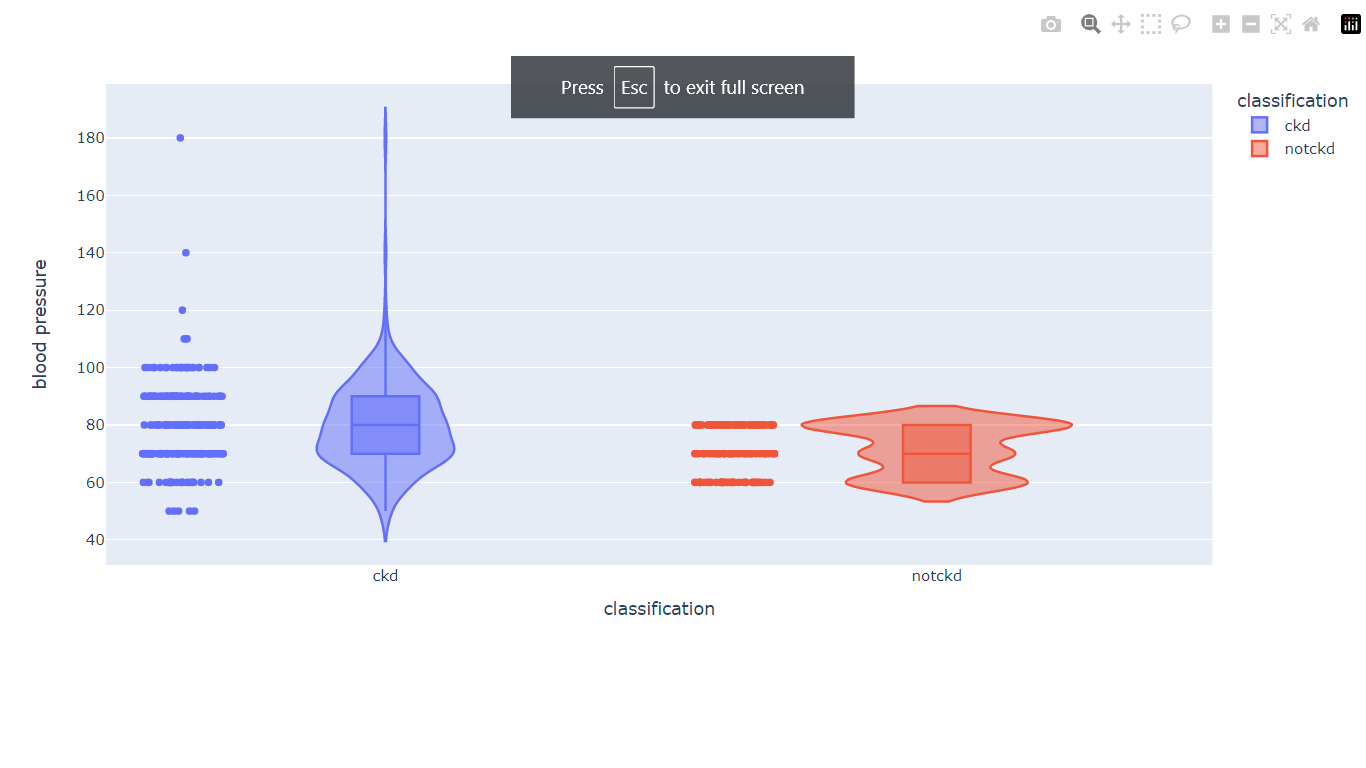 Press Esc to exit full screen
classification
ckd
notckd
blood pressure
180
160
140
120
100
80
60
40
ckd notckd
classification